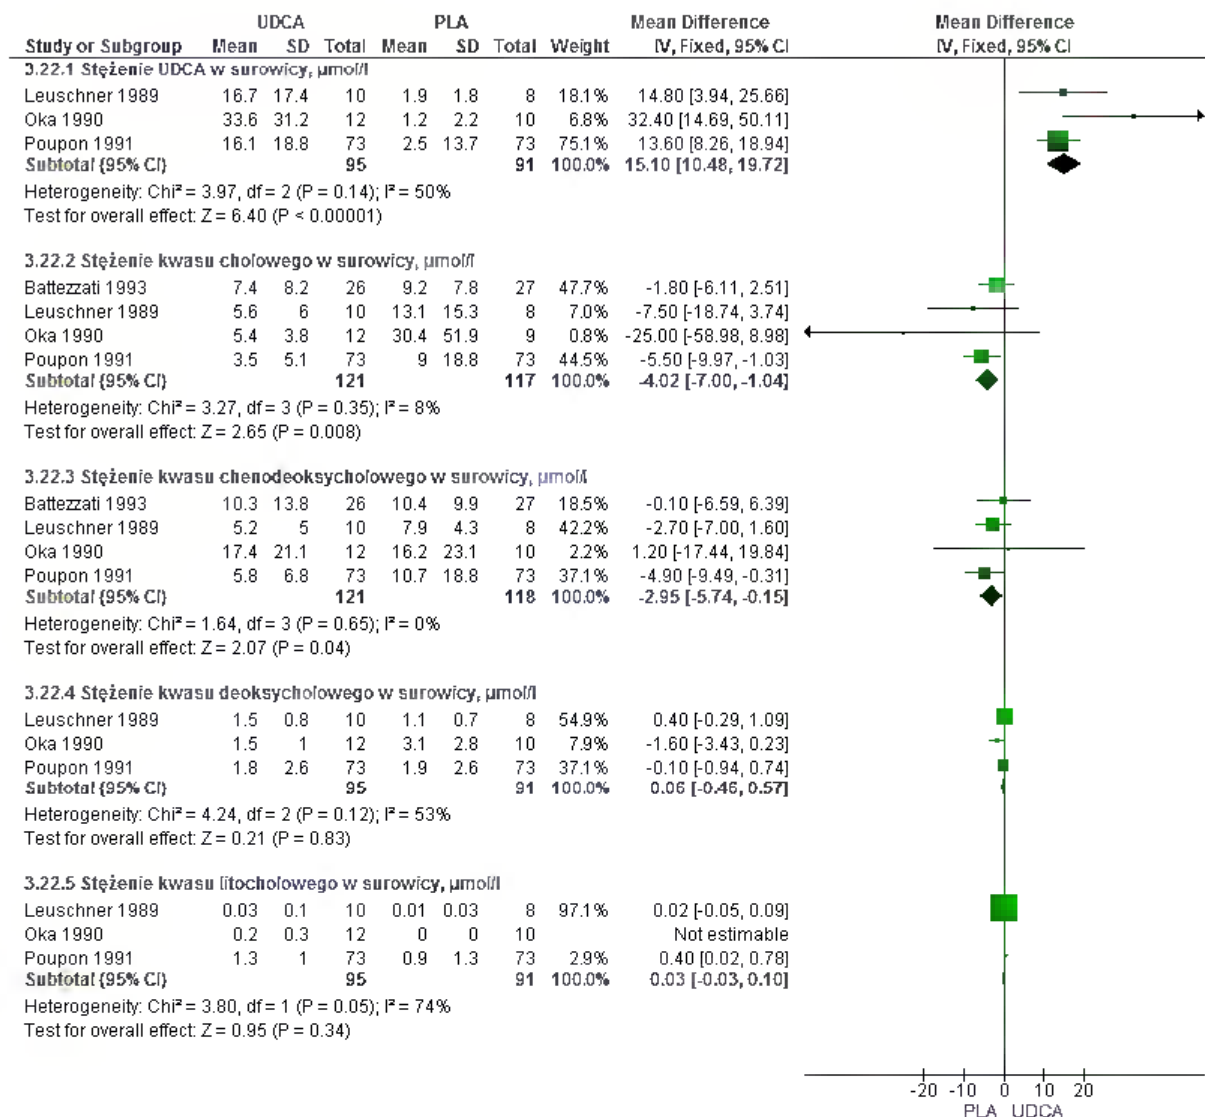 UDCA PLA Mean Difference Mean Difference
Study or Subgroup Mean SD Total Mean SD Total Weight IV, Fixed, 95% CI IV, Fixed, 95% CI
3.22.1 Stężenie UDCA w surowicy, µmol/l
Leuschner 1989 16.7 17.4 10 1.9 1.8 8 18.1% 14.80 [3.94, 25.66]
Oka 1990 33.6 31.2 12 1.2 2.2 10 6.8% 32.40 [14.69, 50.11]
Poupon 1991 16.1 18.8 73 2.5 13.7 73 75.1% 13.60 [8.26, 18.94]
Subtotal (95% CI) 95 91 100.0% 15.10 [10.48, 19.72]
Heterogeneity: Chi² = 3.97, df = 2 (P = 0.14); I² = 50%
Test for overall effect: Z = 6.40 (P < 0.00001)
3.22.2 Stężenie kwasu cholowego w surowicy, µmol/l
Battezzati 1993 7.4 8.2 26 9.2 7.8 27 47.7% -1.80 [-6.11, 2.51]
Leuschner 1989 5.6 6 10 13.1 15.3 8 7.0% -7.50 [-18.74, 3.74]
Oka 1990 5.4 3.8 12 30.4 51.9 9 0.8% -25.00 [-58.98, 8.98]
Poupon 1991 3.5 5.1 73 9 18.8 73 44.5% -5.50 [-9.97, -1.03]
Subtotal (95% CI) 121 117 100.0% -4.02 [-7.00, -1.04]
Heterogeneity: Chi² = 3.27, df = 3 (P = 0.35); I² = 8%
Test for overall effect: Z = 2.65 (P = 0.008)
3.22.3 Stężenie kwasu chenodeoksycholowego w surowicy, µmol/l
Battezzati 1993 10.3 13.8 26 10.4 9.9 27 18.5% -0.10 [-6.59, 6.39]
Leuschner 1989 5.2 5 10 7.9 4.3 8 42.2% -2.70 [-7.00, 1.60]
Oka 1990 17.4 21.1 12 16.2 23.1 10 2.2% 1.20 [-17.44, 19.84]
Poupon 1991 5.8 6.8 73 10.7 18.8 73 37.1% -4.90 [-9.49, -0.31]
Subtotal (95% CI) 121 118 100.0% -2.95 [-5.74, -0.15]
Heterogeneity: Chi² = 1.64, df = 3 (P = 0.65); I² = 0%
Test for overall effect: Z = 2.07 (P = 0.04)
3.22.4 Stężenie kwasu deoksycholowego w surowicy, µmol/l
Leuschner 1989 1.5 0.8 10 1.1 0.7 8 54.9% 0.40 [-0.29, 1.09]
Oka 1990 1.5 1 12 3.1 2.8 10 7.9% -1.60 [-3.43, 0.23]
Poupon 1991 1.8 2.6 73 1.9 2.6 73 37.1% -0.10 [-0.94, 0.74]
Subtotal (95% CI) 95 91 100.0% 0.06 [-0.46, 0.57]
Heterogeneity: Chi² = 4.24, df = 2 (P = 0.12); I² = 53%
Test for overall effect: Z = 0.21 (P = 0.83)
3.22.5 Stężenie kwasu litocholowego w surowicy, µmol/l
Leuschner 1989 0.03 0.1 10 0.01 0.03 8 97.1% 0.02 [-0.05, 0.09]
Oka 1990 0.2 0.3 12 0 0 10 Not estimable
Poupon 1991 1.3 1 73 0.9 1.3 73 2.9% 0.40 [0.02, 0.78]
Subtotal (95% CI) 95 91 100.0% 0.03 [-0.03, 0.10]
Heterogeneity: Chi² = 3.80, df = 1 (P = 0.05); I² = 74%
Test for overall effect: Z = 0.95 (P = 0.34)
-20 -10 0 10 20
PLA UDCA